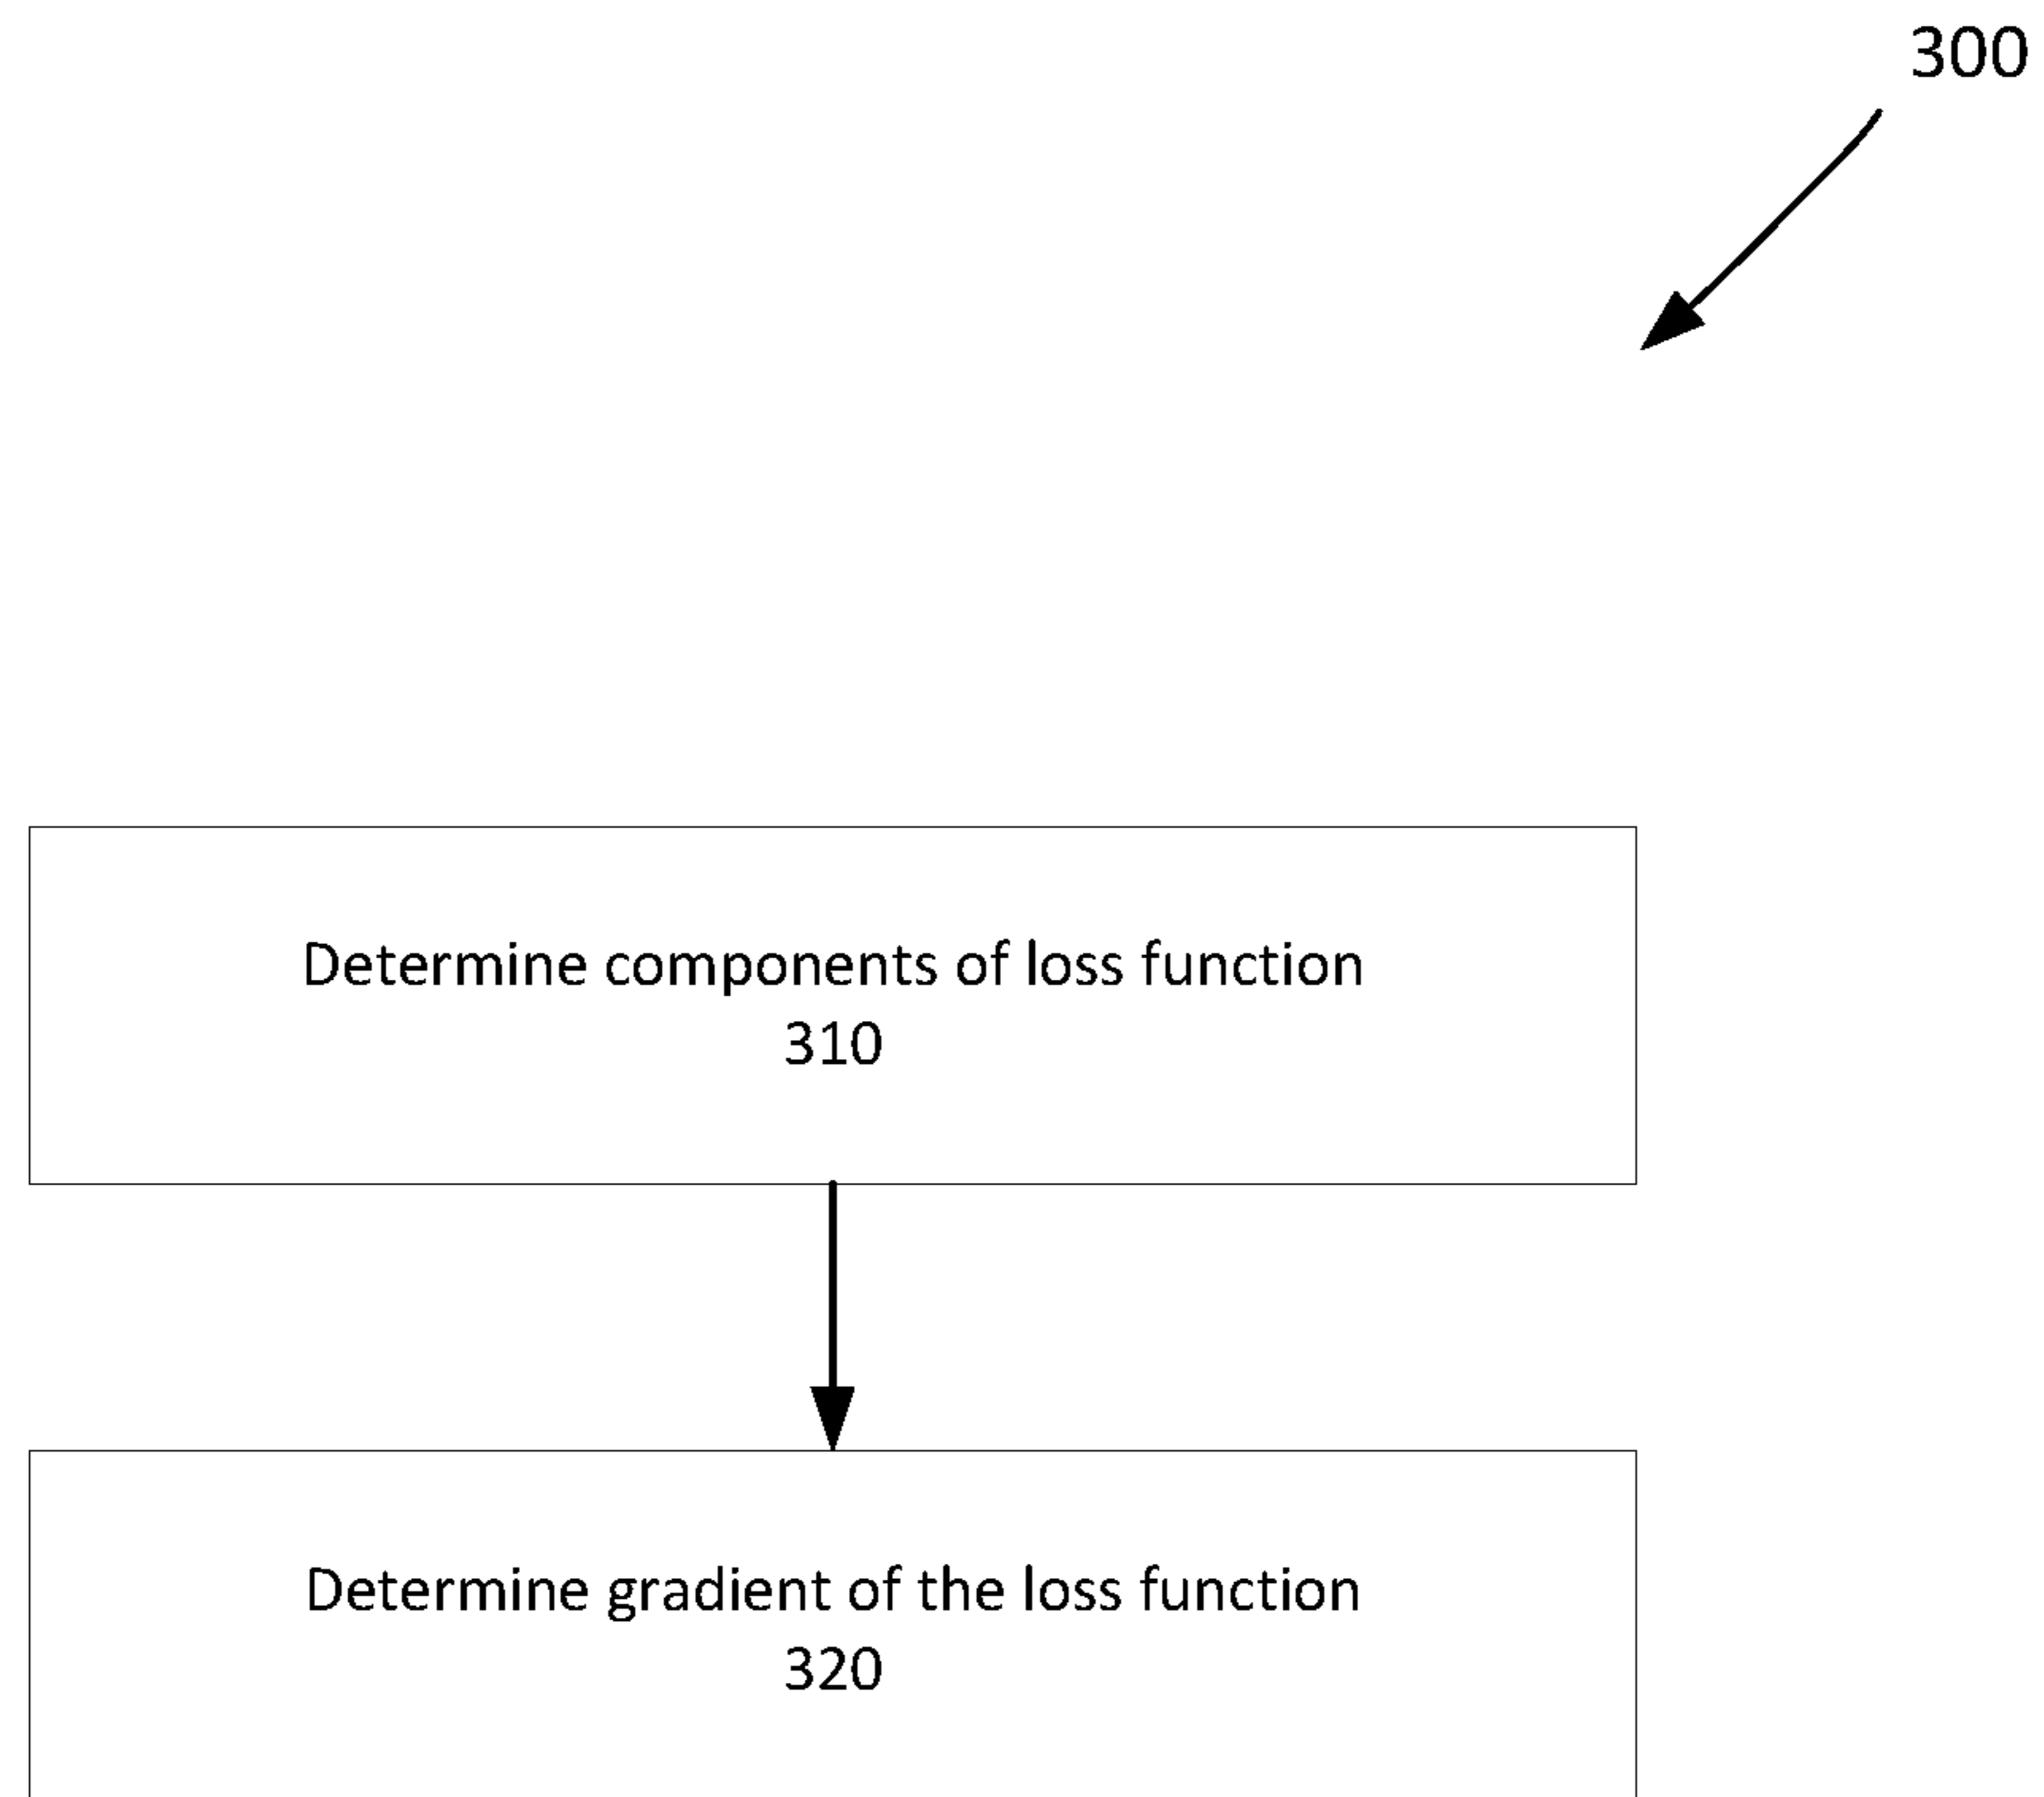 300
Determine components of loss function
310
Determine gradient of the loss function
320